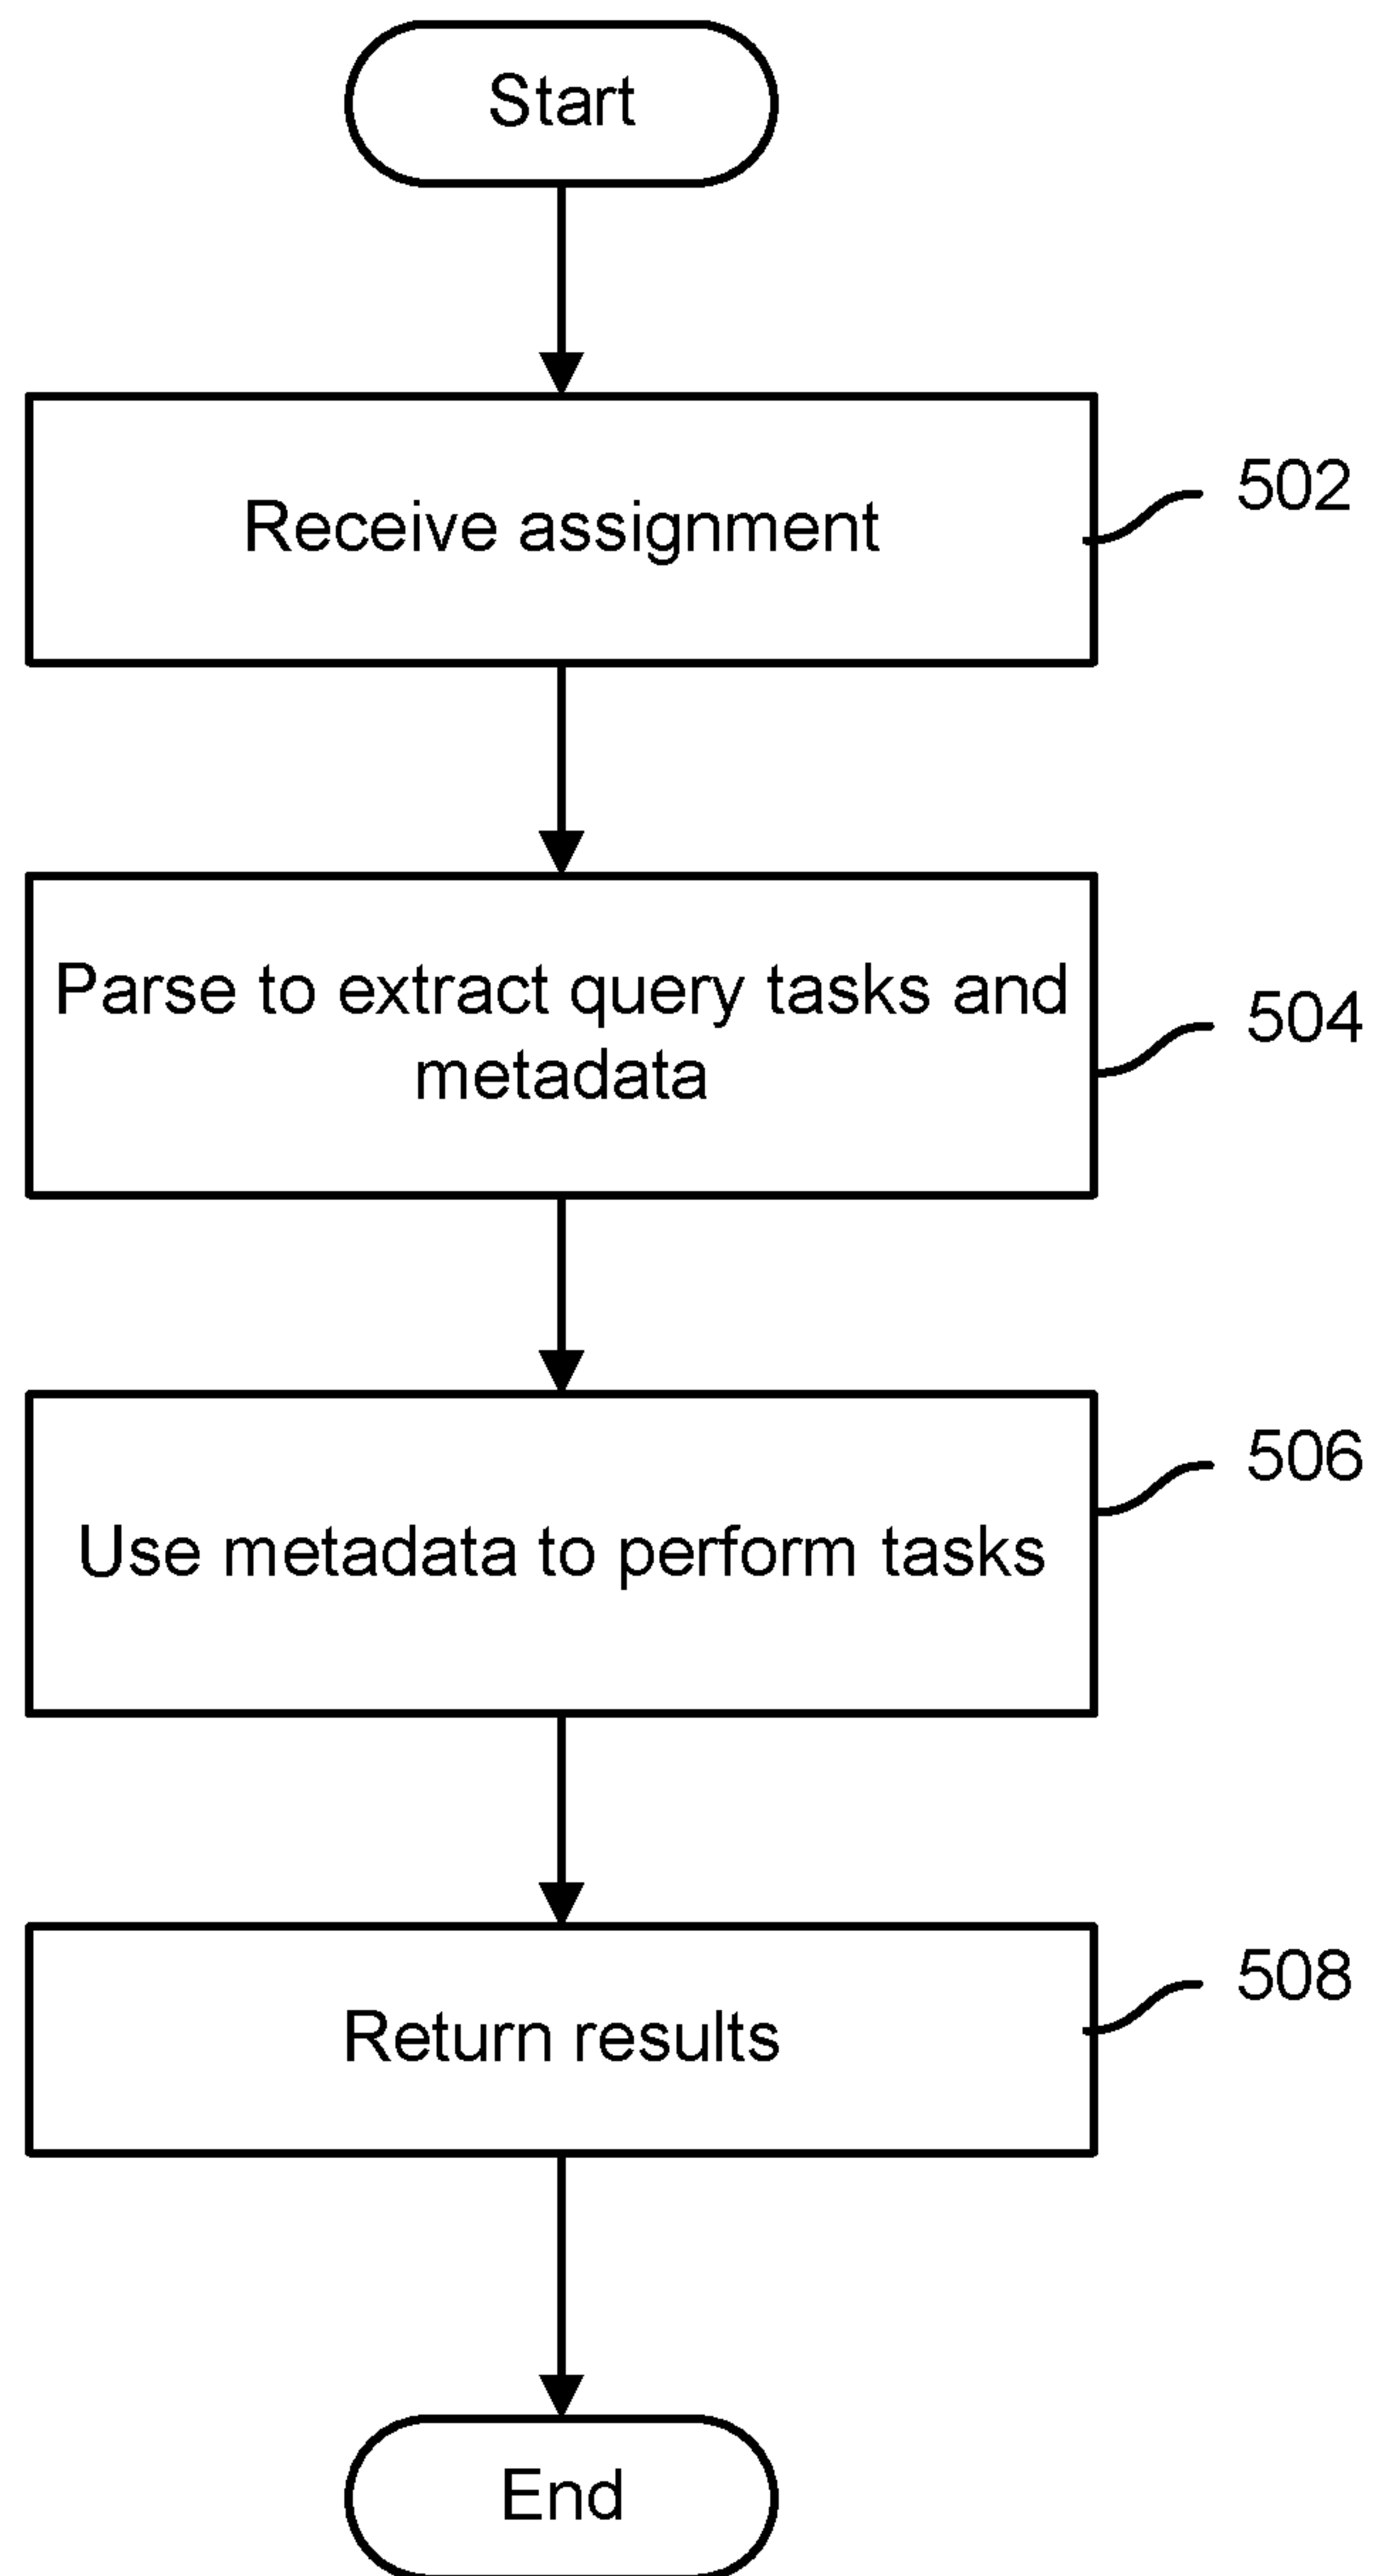 Start
Receive assignment
502
Parse to extract query tasks and
metadata
504
Use metadata to perform tasks
506
Return results
508
End